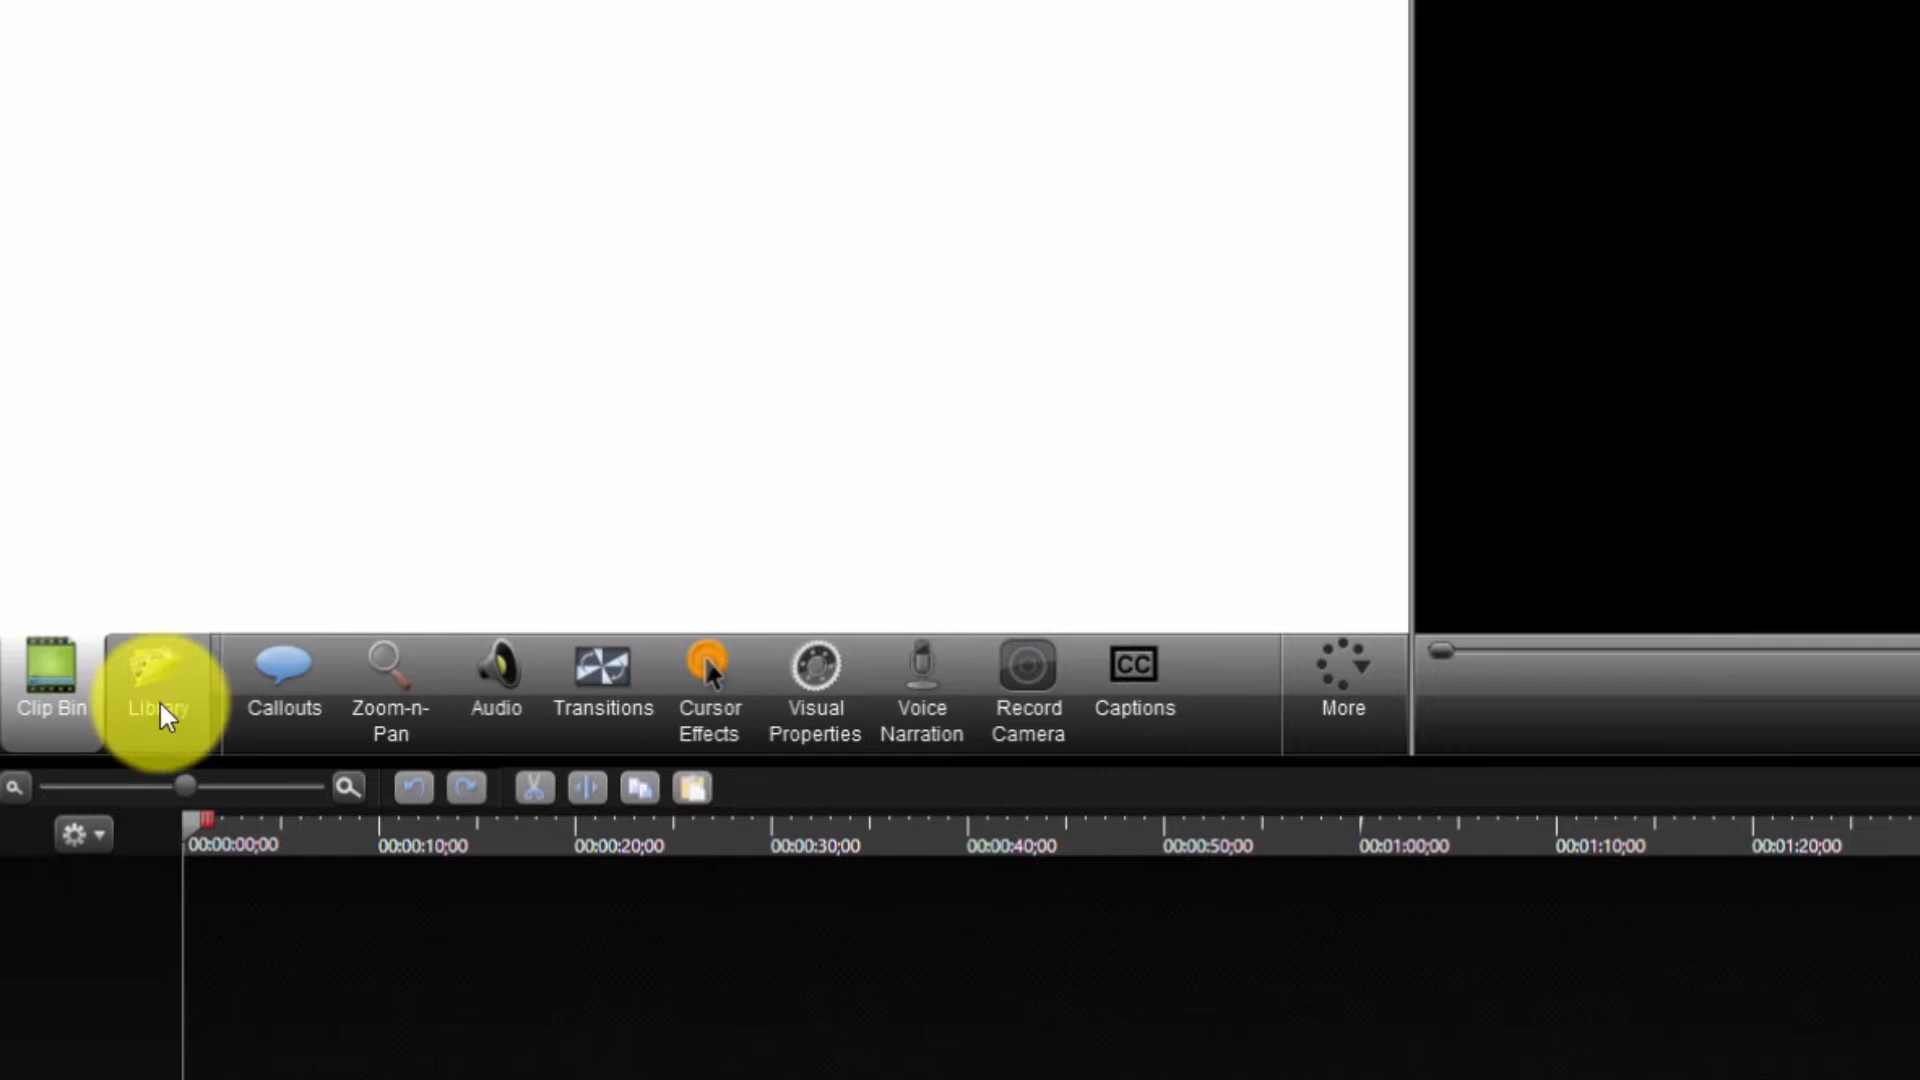 Clip Bin
Library
Callouts
Zoom-n-
Pan
Audio
Transitions
Cursor
Effects
Visual
Properties
Voice
Narration
Record
Camera
CC
Captions
More
00:00:00;00
00:00:10;00
00:00:20;00
00:00:30;00
00:00:40;00
00:00:50;00
00:01:00;00
00:01:10;00
00:01:20;00